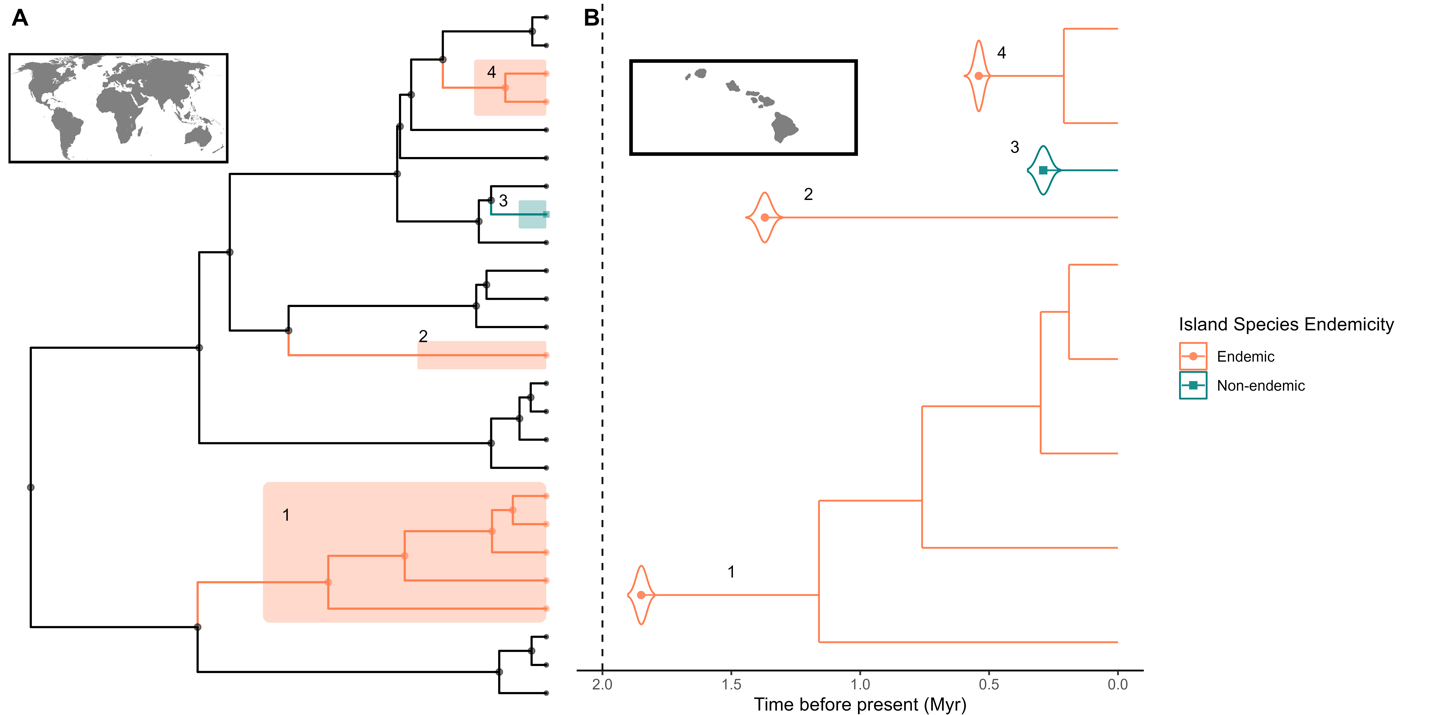 A
B
4
3
2
1
4
3
2
1
Island Species Endemicity
Endemic
Non-endemic
2.0 1.5 1.0 0.5 0.0
Time before present (Myr)